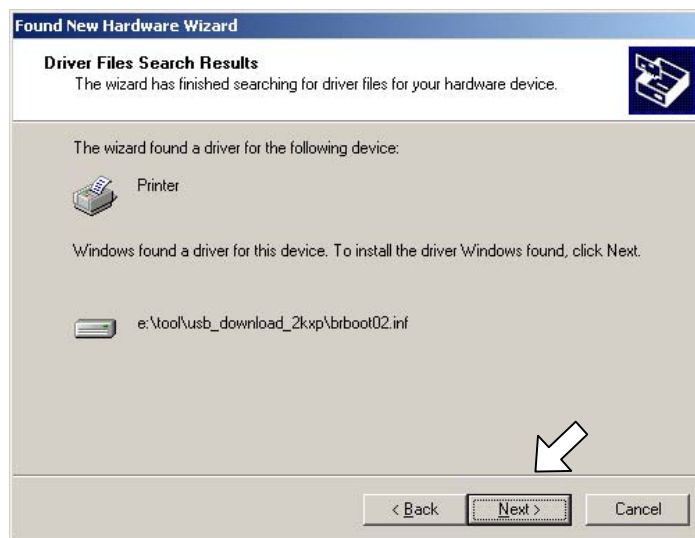 Found New Hardware Wizard
Driver Files Search Results
The wizard has finished searching for driver files for your hardware device.
The wizard found a driver for the following device:
Printer
Windows found a driver for this device. To install the driver Windows found, click Next.
e:\tool\usb_download_2kxp\brboot02.inf
< Back
Next >
Cancel